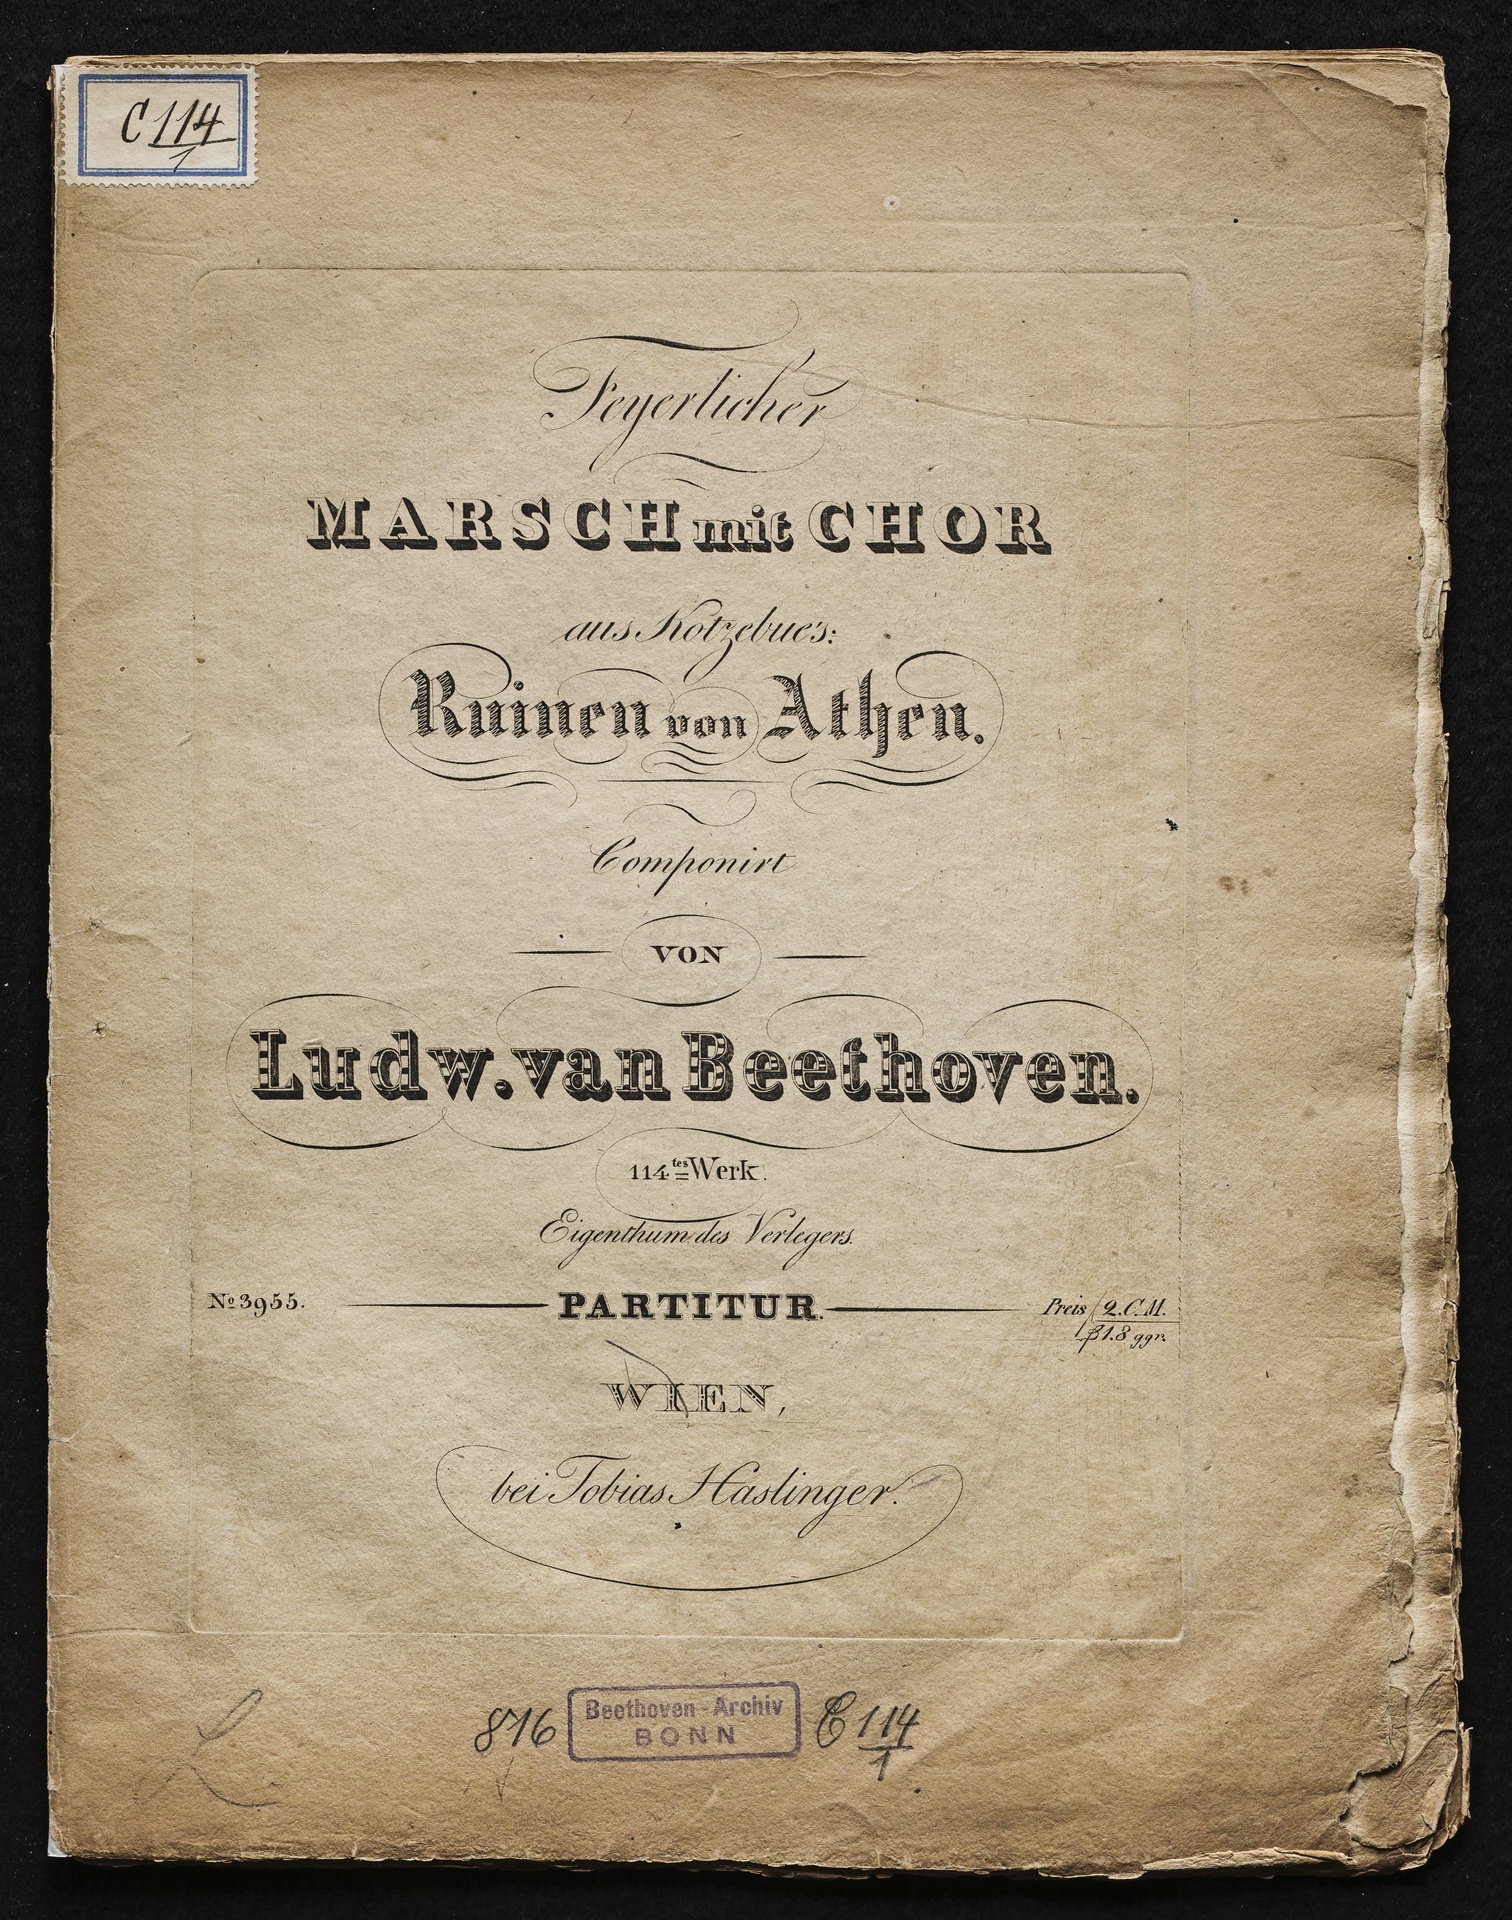 C 114
1
Feyerlicher
MARSCH mit CHOR
aus Kotzebue's:
Ruinen von Athen.
Componirt
VON
Ludw. van Beethoven.
114tes Werk.
Eigenthum des Verlegers.
No 3955. PARTITUR. Preis f 2. C. M.
β 1. 8 ggr.
WIEN,
bei Tobias Haslinger.
816 Beethoven-Archiv C 114
BONN 1